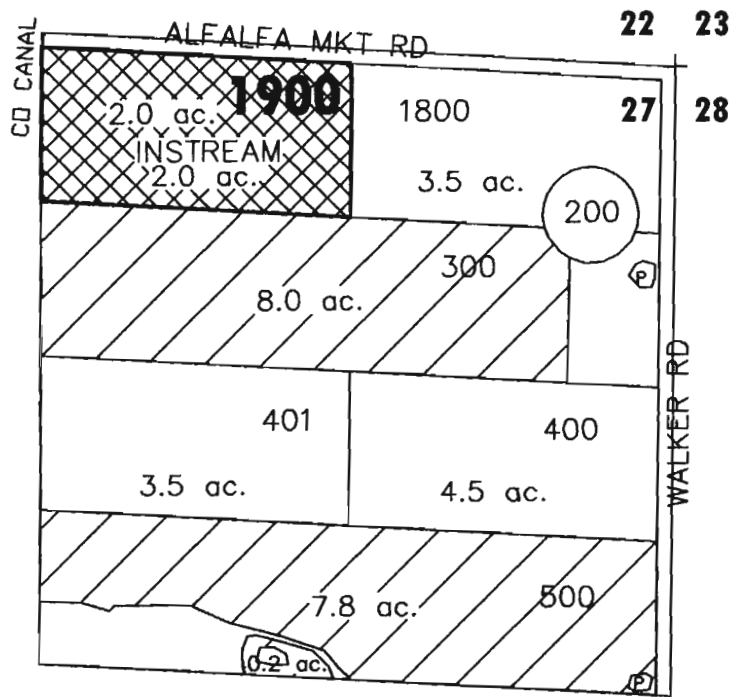 22 23
ALFALFA MKT RD
CO CANAL
1900
2.0 ac.
INSTREAM
2.0 ac.
1800
3.5 ac.
27 28
200
300
8.0 ac.
P
WALKER RD
401
3.5 ac.
400
4.5 ac.
500
7.8 ac.
0.2 ac.
P